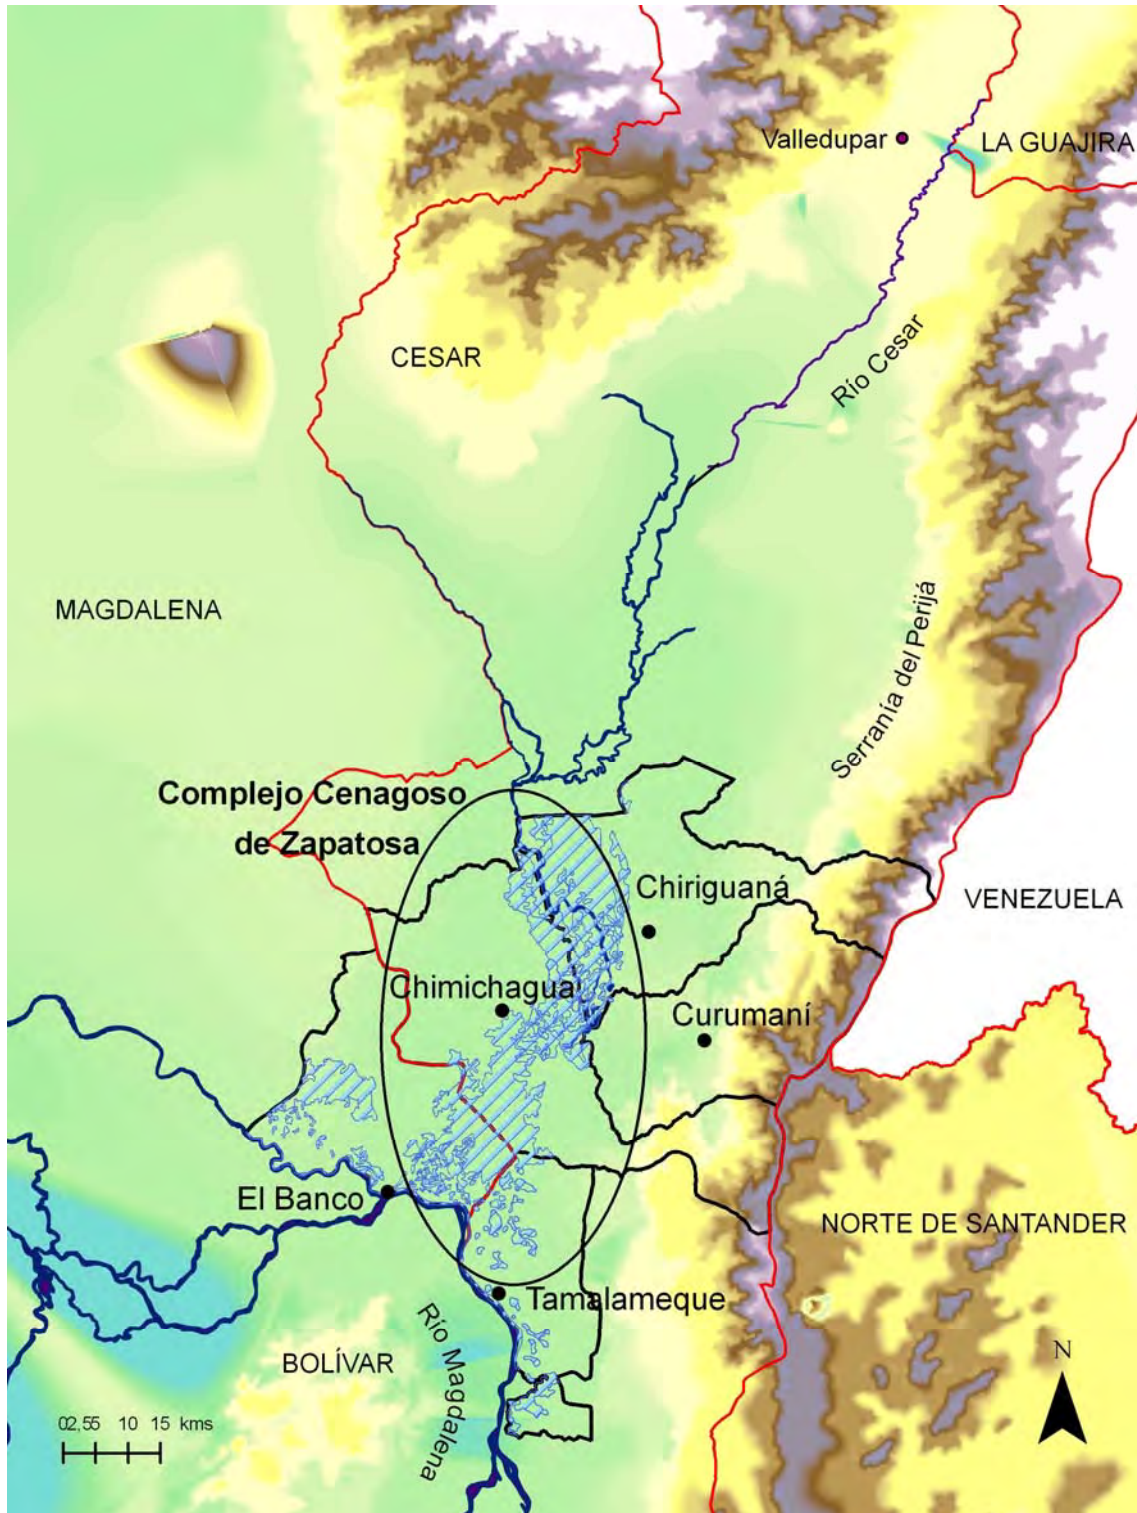 Valledupar
LA GUAJIRA
CESAR
Río Cesar
MAGDALENA
Serranía del Perijá
Complejo Cenagoso
de Zapatosa
Chiriguaná
VENEZUELA
Chimichagua
Curumaní
El Banco
NORTE DE SANTANDER
Tamalameque
Río Magdalena
BOLÍVAR
N
02,55 10 15 kms